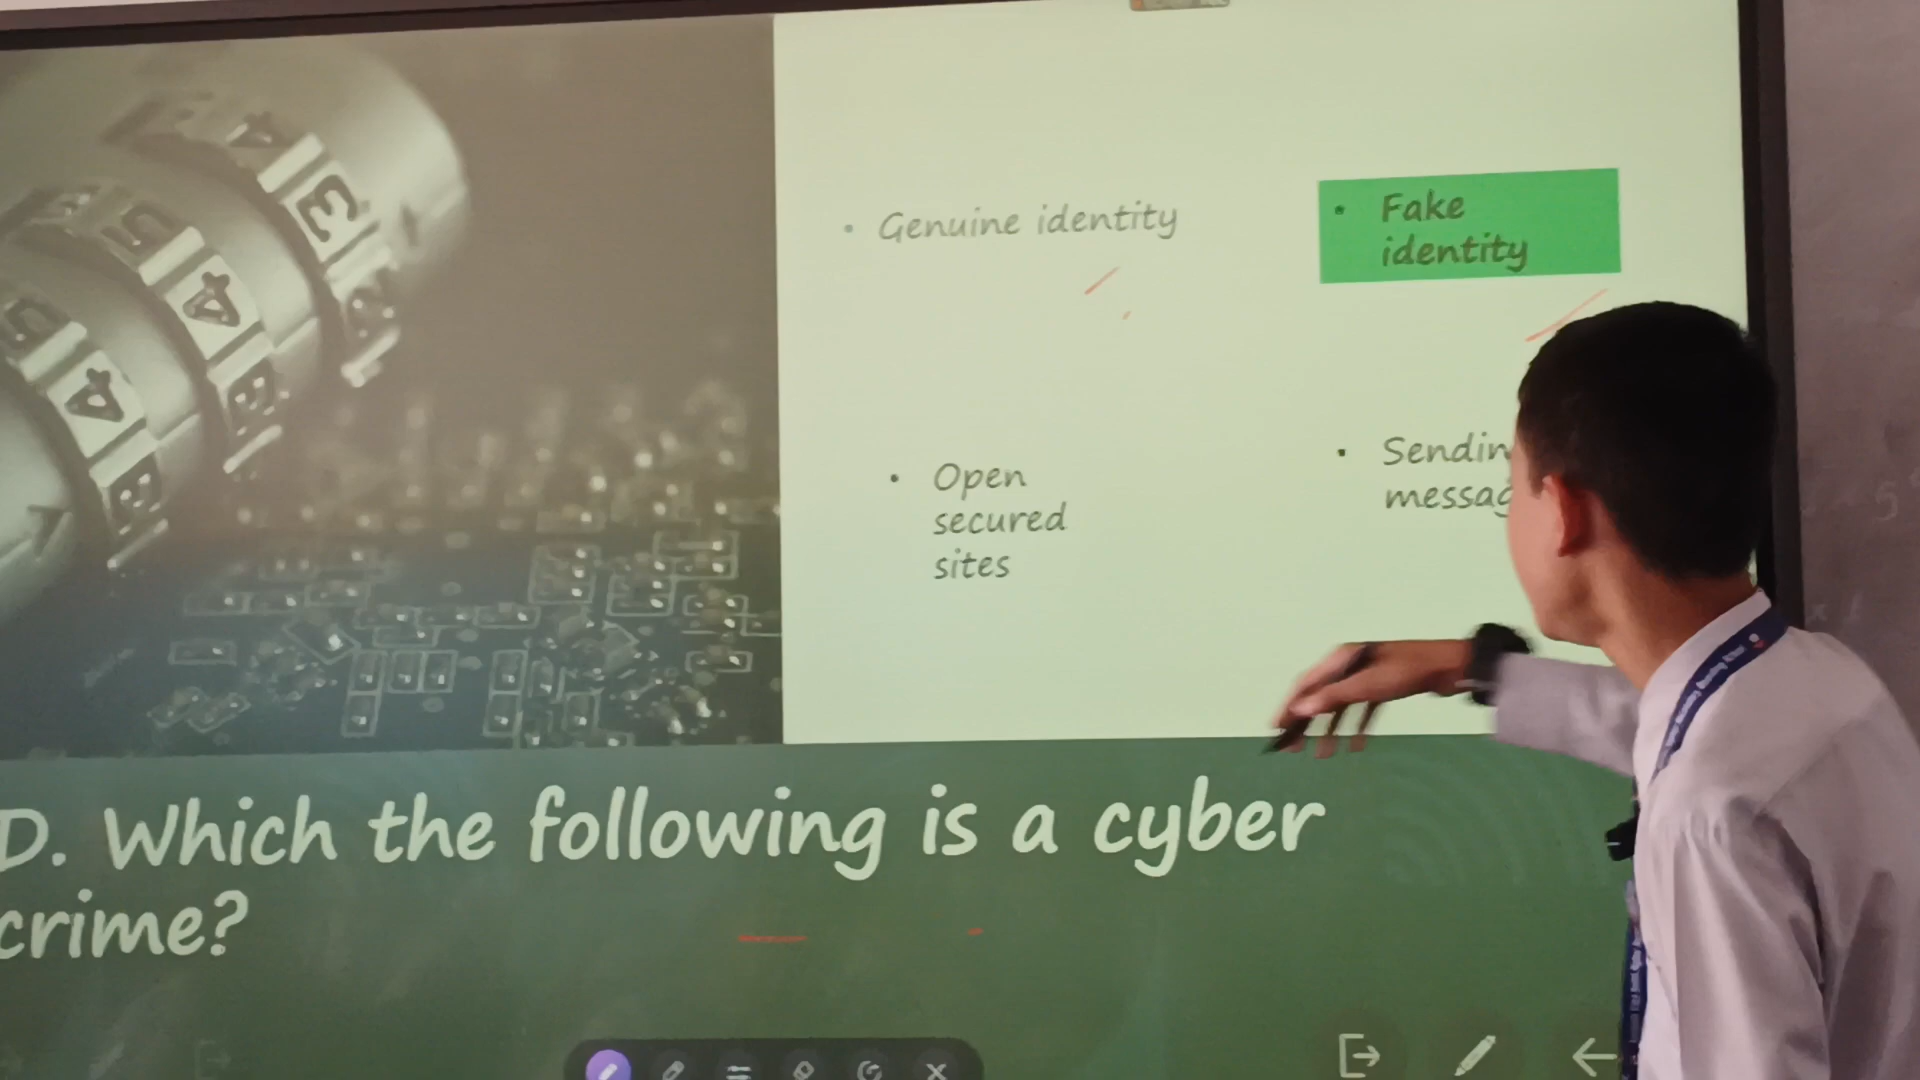 Genuine identity
Fake
identity
Open
secured
sites
D. Which the following is a cyber
crime?